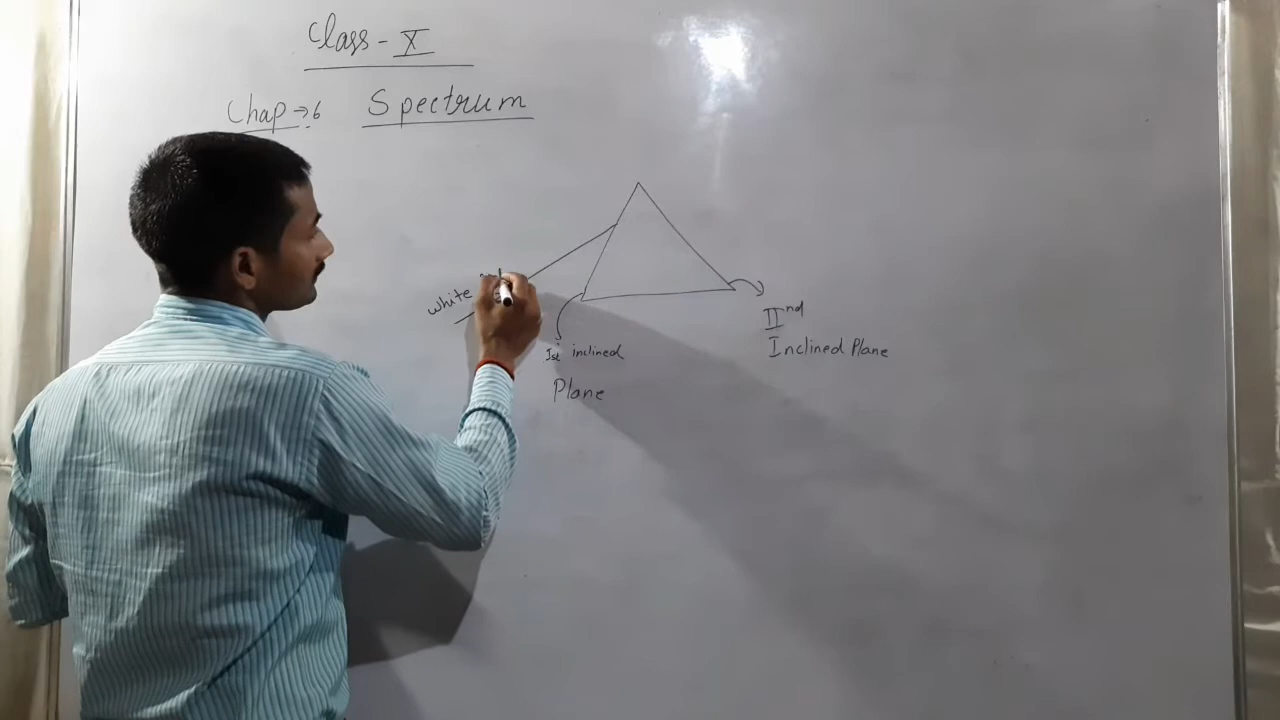 Class - X
Chap → 6 Spectrum
white
Ist inclined
Plane
IInd
Inclined Plane